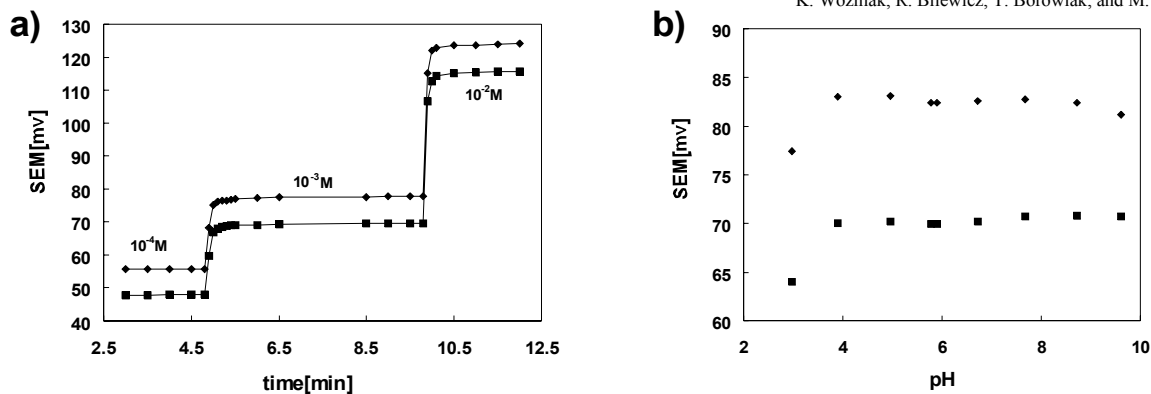 K. Woźniak, R. Bilewicz, T. Borowiak, and M.
a)
SEM[mv]
130
120
110
100
90
80
70
60
50
40
10-4M
10-3M
10-2M
2.5 4.5 6.5 8.5 10.5 12.5
time[min]
b)
SEM[mv]
90
85
80
75
70
65
60
2 4 6 8 10
pH